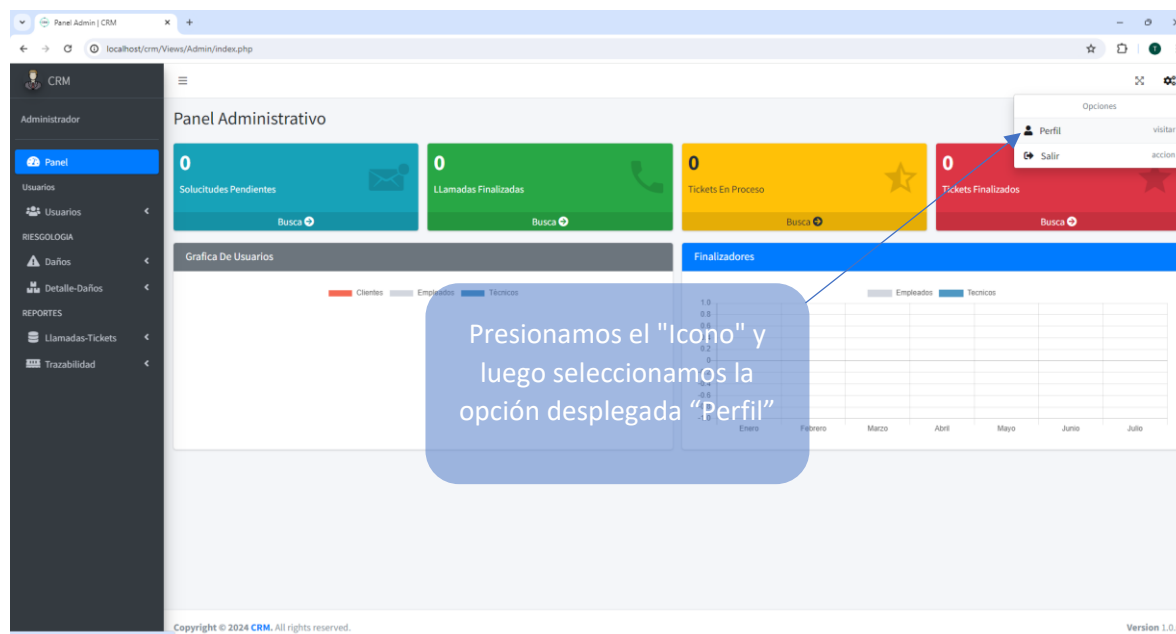 Panel Admin | CRM
localhost/crm/Views/Admin/index.php
CRM
Administrador
Panel
Usuarios
Usuarios
RIESGOLOGIA
Daños
Detalle-Daños
REPORTES
Llamadas-Tickets
Trazabilidad
Opciones
Perfil visitar
Salir accion
Panel Administrativo
0
Solucitudes Pendientes
Busca
0
LLamadas Finalizadas
Busca
0
Tickets En Proceso
Busca
0
Tickets Finalizados
Busca
Grafica De Usuarios
Clientes Empleados Técnicos
Finalizadores
Empleados Tecnicos
1.0
0.8
0.6
0.2
0
-0.6
-1.0
Enero Febrero Marzo Abril Mayo Junio Julio
Presionamos el "Icono" y
luego seleccionamos la
opción desplegada “Perfil”
Copyright © 2024 CRM. All rights reserved.
Version 1.0